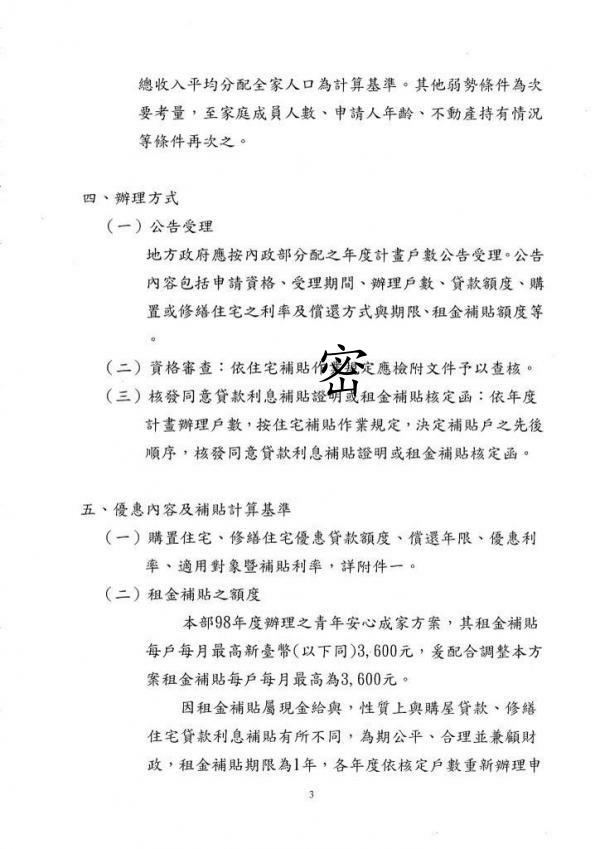 總收入平均分配全家人口為計算基準。其他弱勢條件為次
要考量，至家庭成員人數、申請人年齡、不動產持有情況
等條件再次之。
四、辦理方式
（一）公告受理
地方政府應按內政部分配之年度計畫戶數公告受理。公告
內容包括申請資格、受理期間、辦理戶數、貸款額度、購
置或修繕住宅之利率及償還方式與期限、租金補貼額度等
。
（二）資格審查：依住宅補貼作業規定應檢附文件予以查核。
密
（三）核發同意貸款利息補貼證明或租金補貼核定函：依年度
計畫辦理戶數，按住宅補貼作業規定，決定補貼戶之先後
順序，核發同意貸款利息補貼證明或租金補貼核定函。
五、優惠內容及補貼計算基準
（一）購置住宅、修繕住宅優惠貸款額度、償還年限、優惠利
率、適用對象暨補貼利率，詳附件一。
（二）租金補貼之額度
本部98年度辦理之青年安心成家方案，其租金補貼
每戶每月最高新臺幣(以下同)3,600元，爰配合調整本方
案租金補貼每戶每月最高為3,600元。
因租金補貼屬現金給與，性質上與購屋貸款、修繕
住宅貸款利息補貼有所不同，為期公平、合理並兼顧財
政，租金補貼期限為1年，各年度依核定戶數重新辦理申
3